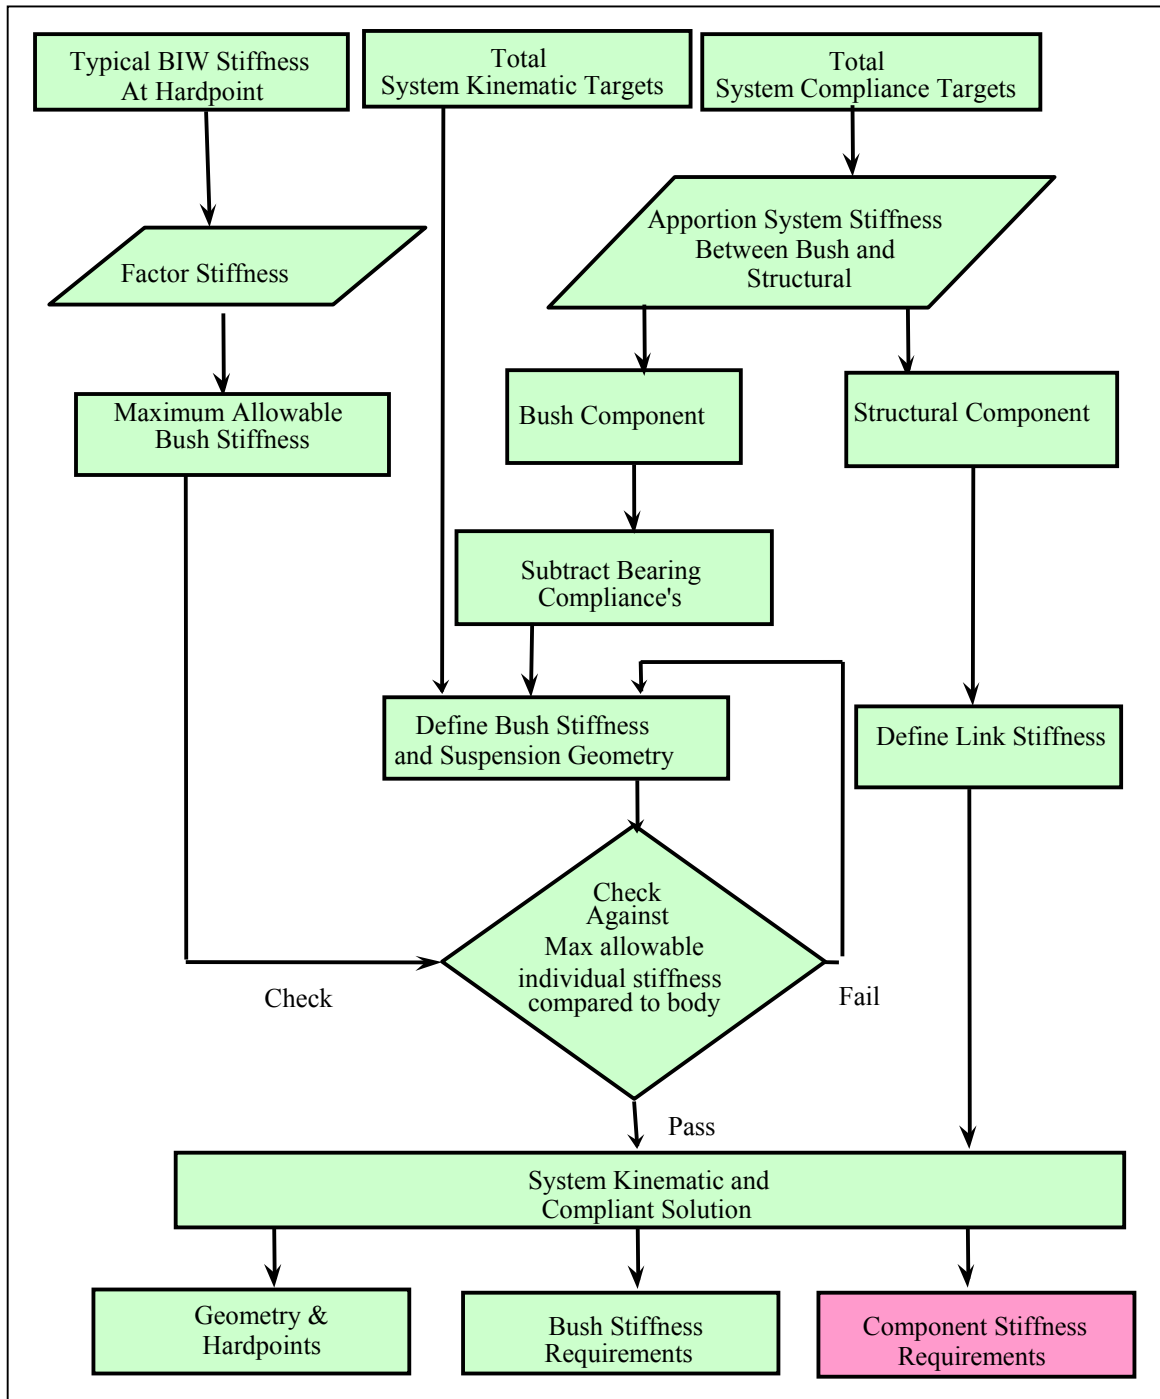 Typical BIW Stiffness
At Hardpoint
Total
System Kinematic Targets
Total
System Compliance Targets
Factor Stiffness
Apportion System Stiffness
Between Bush and
Structural
Maximum Allowable
Bush Stiffness
Bush Component
Structural Component
Subtract Bearing
Compliance's
Define Bush Stiffness
and Suspension Geometry
Define Link Stiffness
Check
Against
Max allowable
individual stiffness
compared to body
Check
Fail
Pass
System Kinematic and
Compliant Solution
Geometry &
Hardpoints
Bush Stiffness
Requirements
Component Stiffness
Requirements